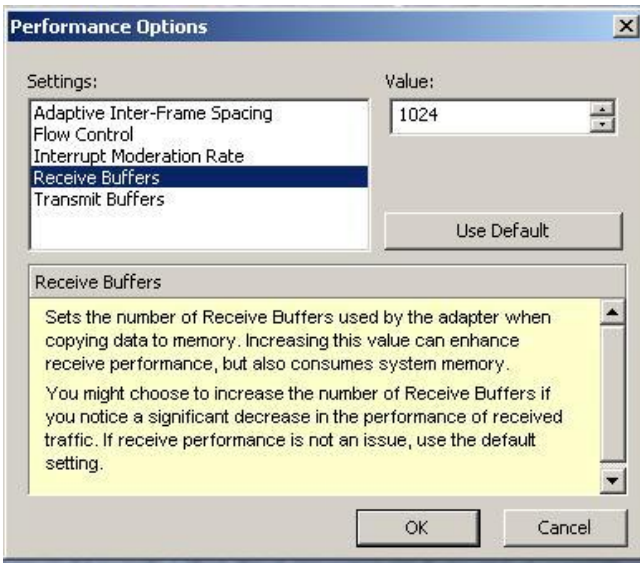 Performance Options
Settings:
Value:
Adaptive Inter-Frame Spacing
Flow Control
Interrupt Moderation Rate
Receive Buffers
Transmit Buffers
1024
Use Default
Receive Buffers
Sets the number of Receive Buffers used by the adapter when
copying data to memory. Increasing this value can enhance
receive performance, but also consumes system memory.
You might choose to increase the number of Receive Buffers if
you notice a significant decrease in the performance of received
traffic. If receive performance is not an issue, use the default
setting.
OK
Cancel